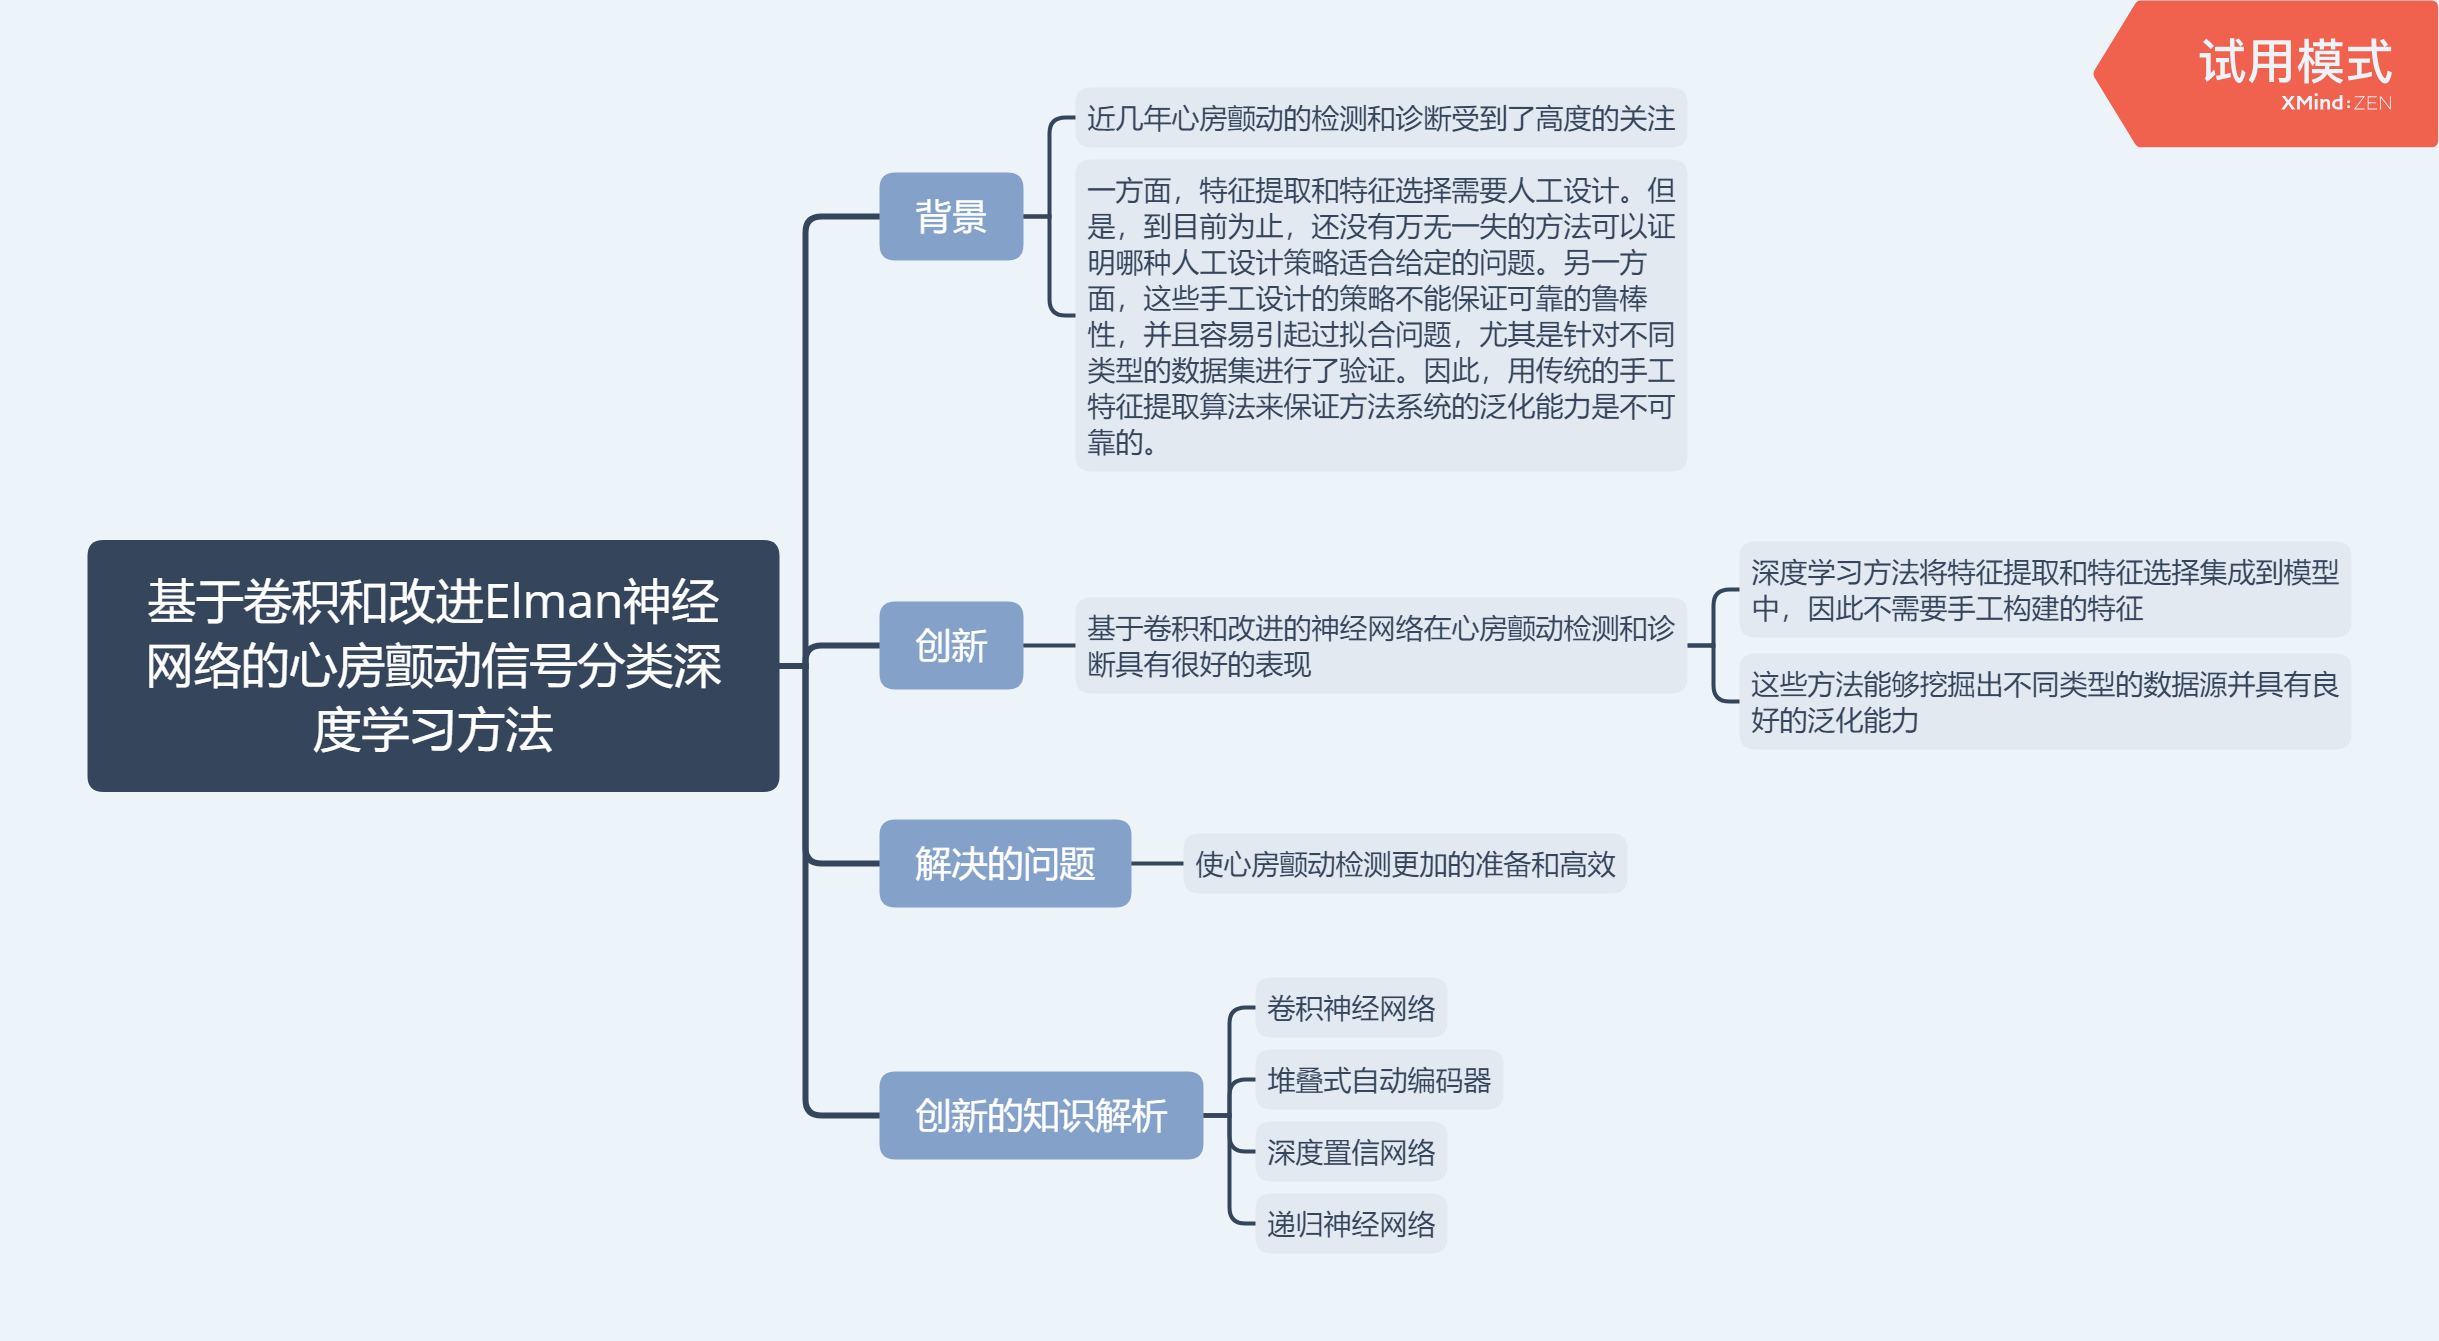 试用模式
XMind:ZEN
基于卷积和改进Elman神经
网络的心房颤动信号分类深
度学习方法
背景
近几年心房颤动的检测和诊断受到了高度的关注
一方面，特征提取和特征选择需要人工设计。但
是，到目前为止，还没有万无一失的方法可以证
明哪种人工设计策略适合给定的问题。另一方
面，这些手工设计的策略不能保证可靠的鲁棒
性，并且容易引起过拟合问题，尤其是针对不同
类型的数据集进行了验证。因此，用传统的手工
特征提取算法来保证方法系统的泛化能力是不可
靠的。
创新
基于卷积和改进的神经网络在心房颤动检测和诊
断具有很好的表现
深度学习方法将特征提取和特征选择集成到模型
中，因此不需要手工构建的特征
这些方法能够挖掘出不同类型的数据源并具有良
好的泛化能力
解决的问题
使心房颤动检测更加的准备和高效
创新的知识解析
卷积神经网络
堆叠式自动编码器
深度置信网络
递归神经网络